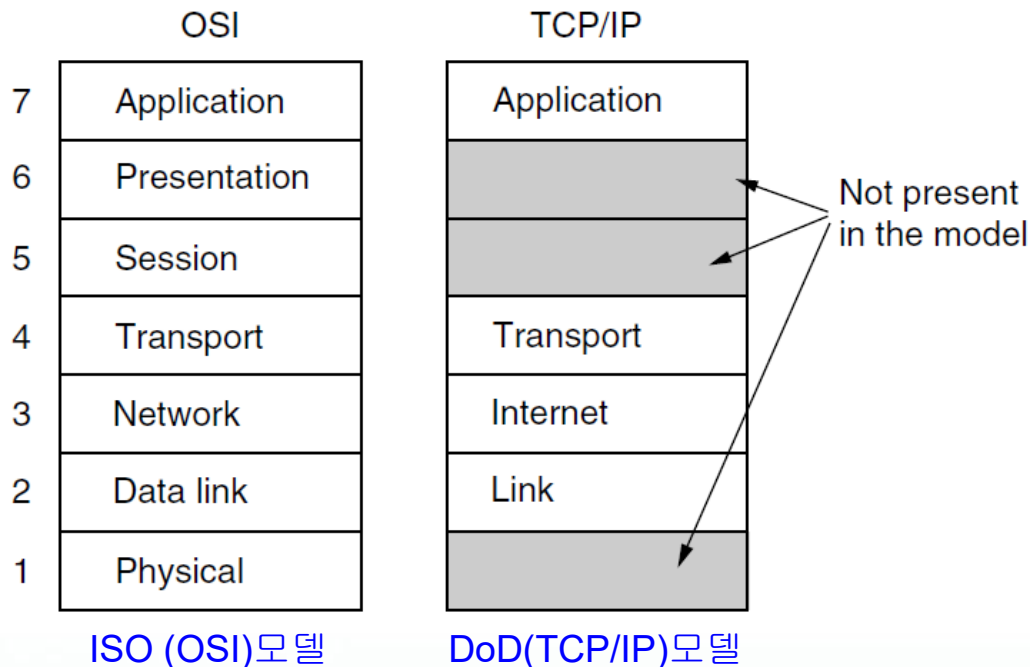 OSI TCP/IP
7 Application Application
6 Presentation
Not present
5 Session
in the model
4 Transport Transport
3 Network Internet
2 Data link Link
1 Physical
ISO (OSI)모델 DoD(TCP/IP)모델